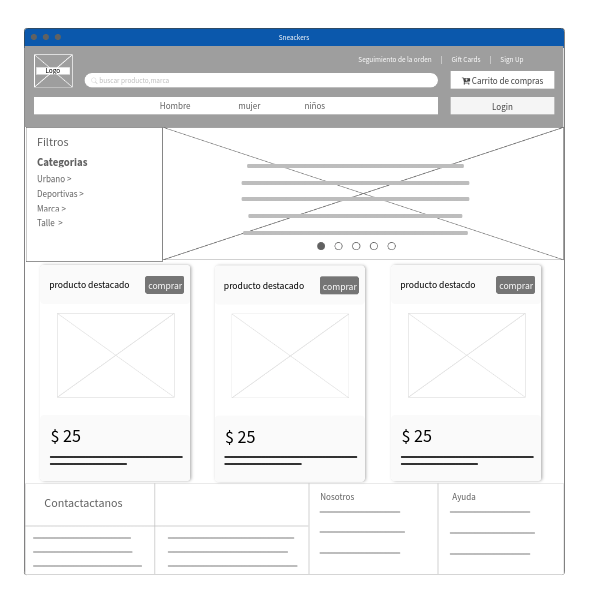 Sneackers
Logo
Seguimiento de la orden | Gift Cards | Sign Up
buscar producto,marca
Carrito de compras
Hombre mujer niños
Login
Filtros
Categorias
Urbano >
Deportivas >
Marca >
Talle >
producto destacado comprar
producto destacado comprar
producto destacdo comprar
$ 25
$ 25
$ 25
Contactactanos
Nosotros
Ayuda